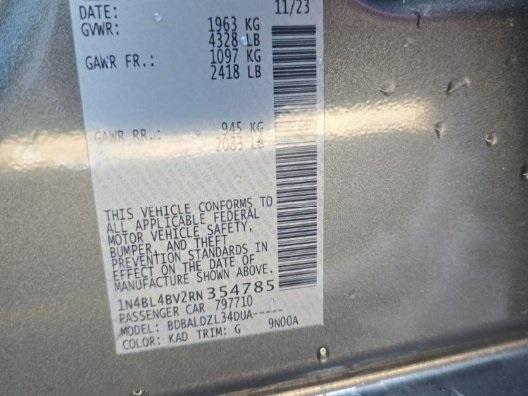 DATE: 11/23
GVWR: 1963 KG
4328 LB
GAWR FR.: 1097 KG
2418 LB
GAWR RR.: 945 KG
2083 LB
THIS VEHICLE CONFORMS TO
ALL APPLICABLE FEDERAL
MOTOR VEHICLE SAFETY,
BUMPER, AND THEFT
PREVENTION STANDARDS IN
EFFECT ON THE DATE OF
MANUFACTURE SHOWN ABOVE.
1N4BL4BV2RN354785
PASSENGER CAR 797710
MODEL: BDBALDZL34DUA-----
COLOR: KAD TRIM: G 9N00A